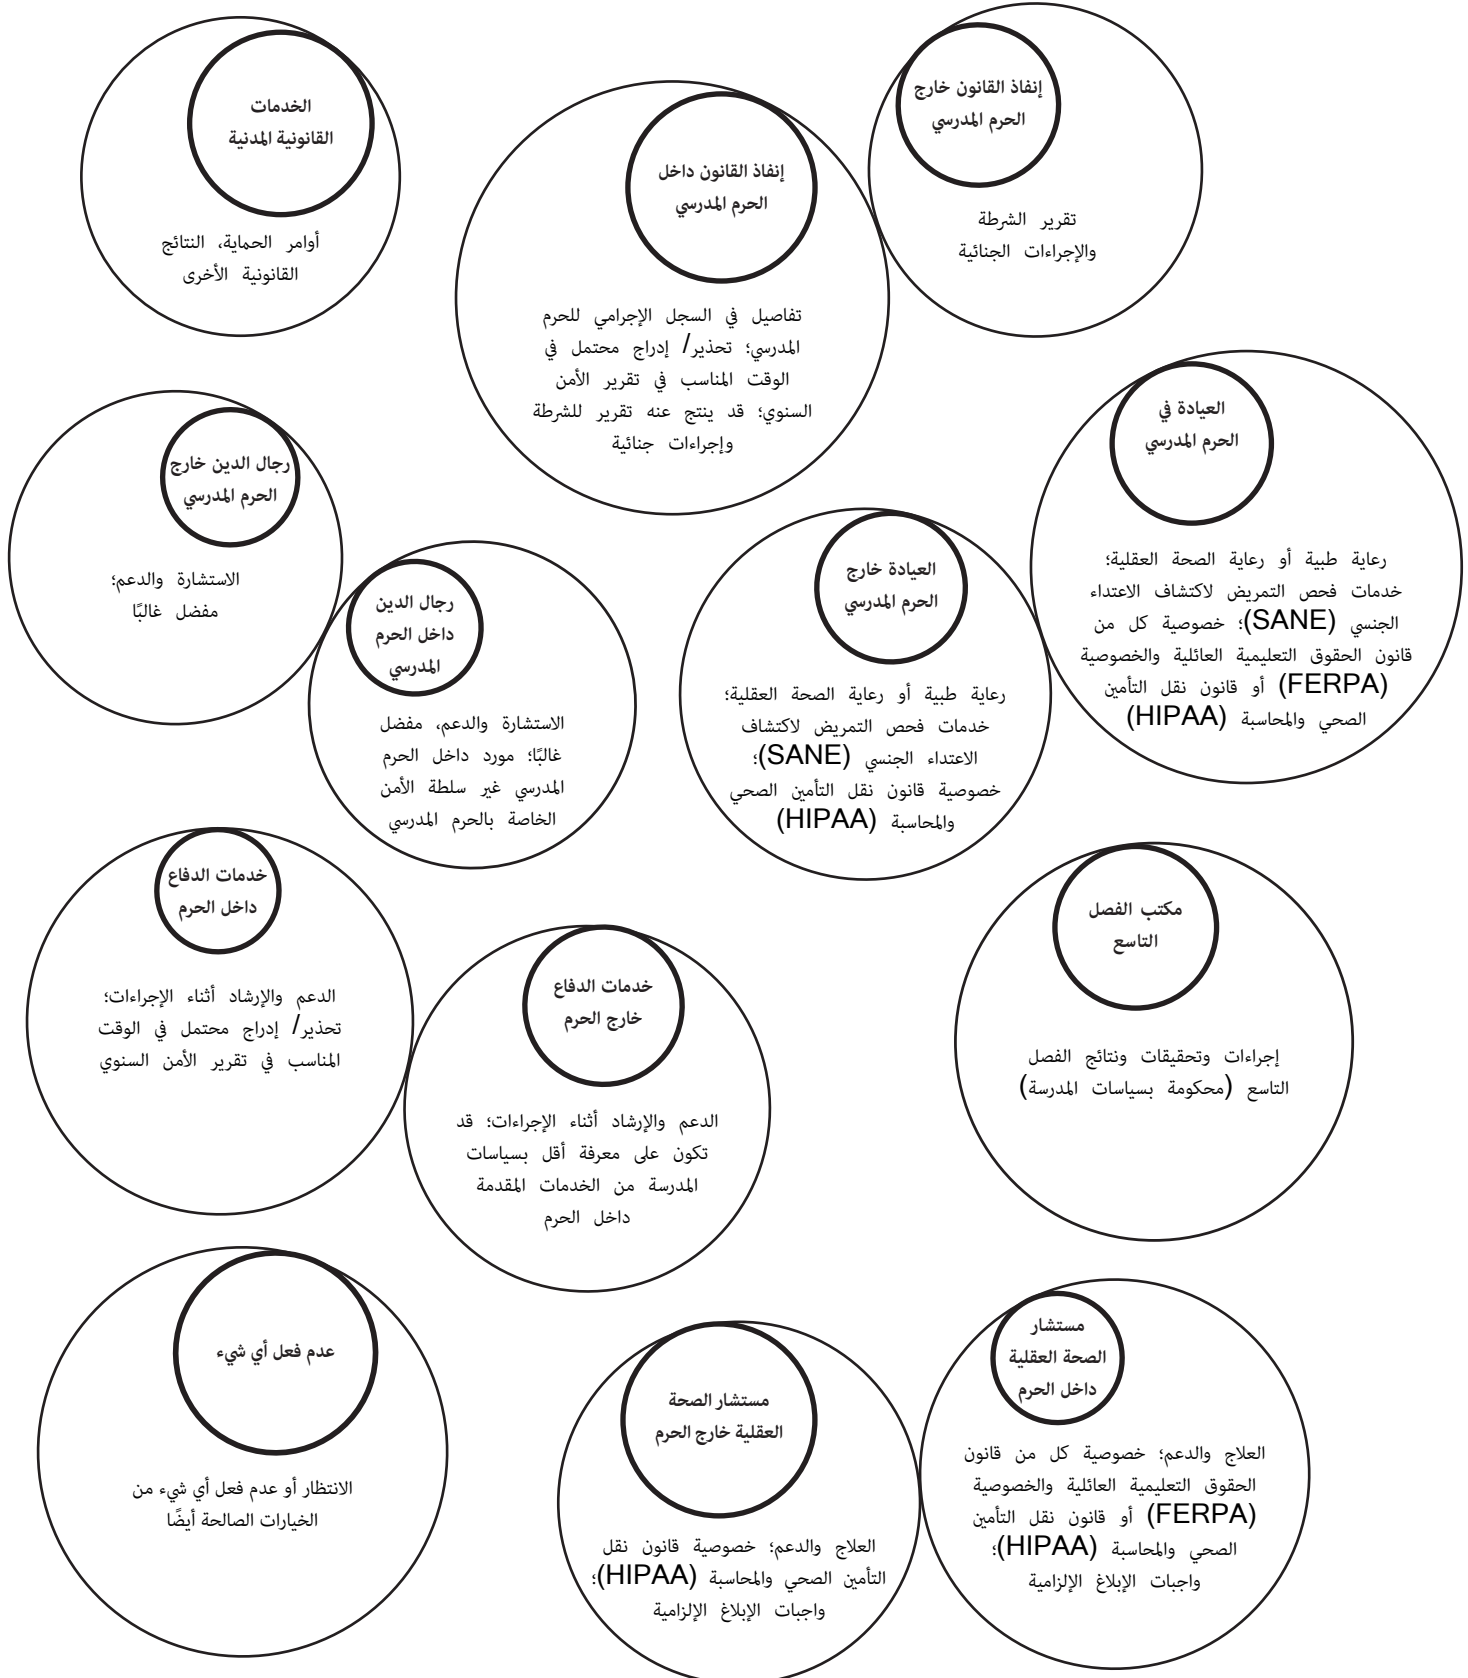 إنفاذ القانون خارج
الحرم المدرسي
تقرير الشرطة
والإجراءات الجنائية
إنفاذ القانون داخل
الحرم المدرسي
تفاصيل في السجل الإجرامي للحرم
المدرسي؛ تحذير/ إدراج محتمل في
الوقت المناسب في تقرير الأمن
السنوي؛ قد ينتج عنه تقرير للشرطة
وإجراءات جنائية
الخدمات
القانونية المدنية
أوامر الحماية، النتائج
القانونية الأخرى
العيادة في
الحرم المدرسي
رعاية طبية أو رعاية الصحة العقلية؛
خدمات فحص التمريض لاكتشاف الاعتداء
الجنسي (SANE)؛ خصوصية كل من
قانون الحقوق التعليمية العائلية والخصوصية
(FERPA) أو قانون نقل التأمين
الصحي والمحاسبة (HIPAA)
العيادة خارج
الحرم المدرسي
رعاية طبية أو رعاية الصحة العقلية؛
خدمات فحص التمريض لاكتشاف
الاعتداء الجنسي (SANE)؛
خصوصية قانون نقل التأمين الصحي
والمحاسبة (HIPAA)
رجال الدين خارج
الحرم المدرسي
الاستشارة والدعم؛
مفضل غالبًا
رجال الدين
داخل الحرم
المدرسي
الاستشارة والدعم، مفضل
غالبًا؛ مورد داخل الحرم
المدرسي غير سلطة الأمن
الخاصة بالحرم المدرسي
مكتب الفصل
التاسع
إجراءات وتحقيقات ونتائج الفصل
التاسع (محكومة بسياسات المدرسة)
خدمات الدفاع
خارج الحرم
الدعم والإرشاد أثناء الإجراءات؛ قد
تكون على معرفة أقل بسياسات
المدرسة من الخدمات المقدمة
داخل الحرم
خدمات الدفاع
داخل الحرم
الدعم والإرشاد أثناء الإجراءات؛
تحذير/ إدراج محتمل في الوقت
المناسب في تقرير الأمن السنوي
مستشار
الصحة العقلية
داخل الحرم
العلاج والدعم؛ خصوصية كل من قانون
الحقوق التعليمية العائلية والخصوصية
(FERPA) أو قانون نقل التأمين
الصحي والمحاسبة (HIPAA)؛
واجبات الإبلاغ الإلزامية
مستشار الصحة
العقلية خارج الحرم
العلاج والدعم؛ خصوصية قانون نقل
التأمين الصحي والمحاسبة (HIPAA)؛
واجبات الإبلاغ الإلزامية
عدم فعل أي شيء
الانتظار أو عدم فعل أي شيء من
الخيارات الصالحة أيضًا